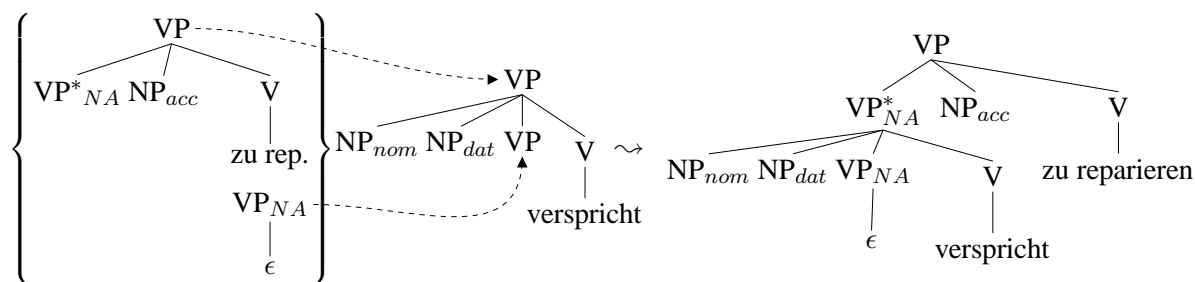 VP
VP*NA NPacc V
zu rep.
VPNA
ϵ
VP
NPnom NPdat VP V
verspricht
⇝
VP
VP*NA NPacc V
zu reparieren
NPnom NPdat VPNA V
ϵ
verspricht